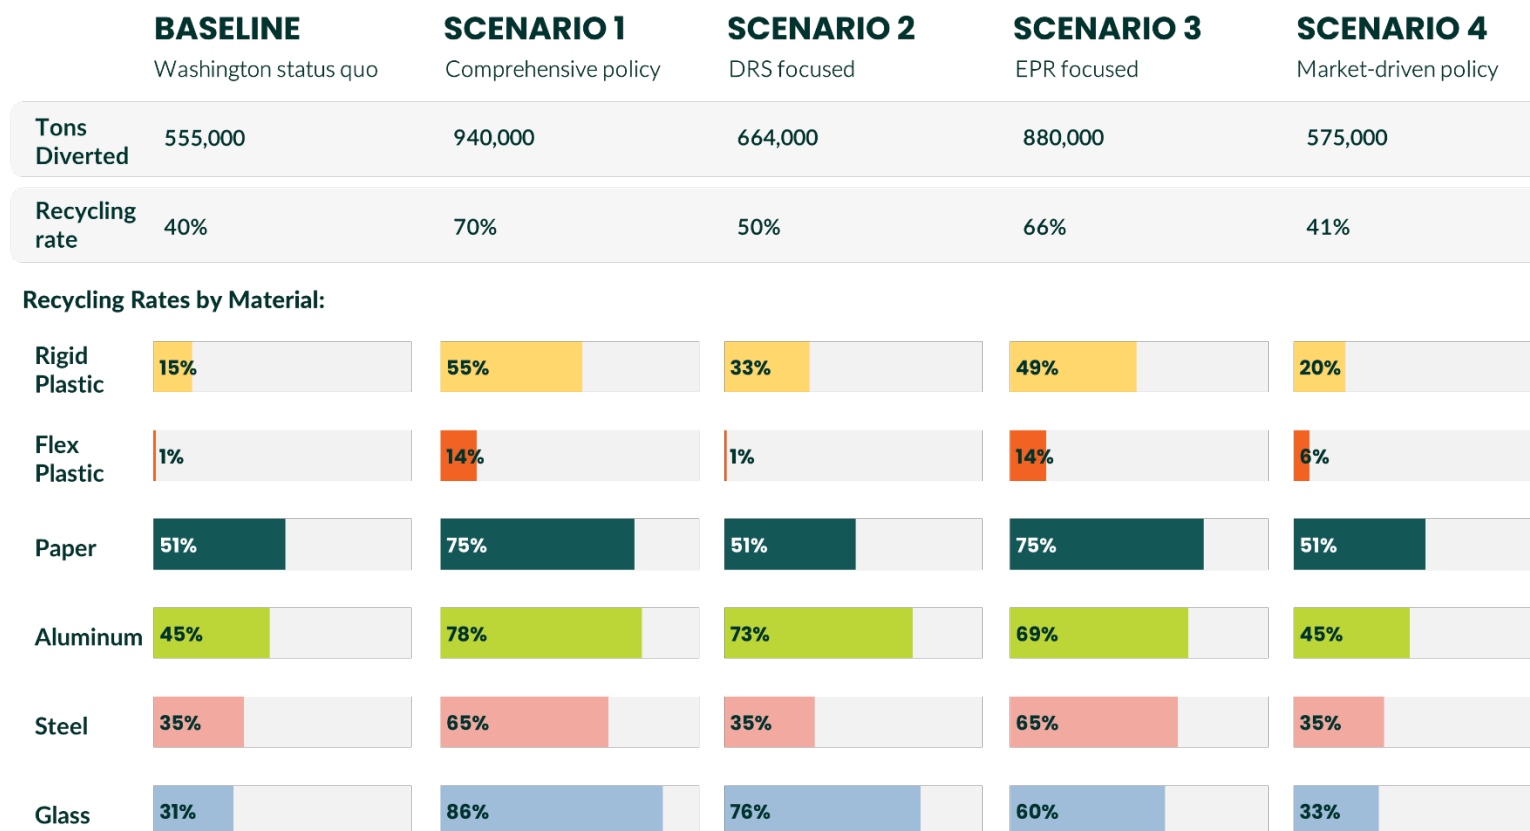 BASELINE SCENARIO 1 SCENARIO 2 SCENARIO 3 SCENARIO 4
Washington status quo Comprehensive policy DRS focused EPR focused Market-driven policy
Tons
Diverted 555,000 940,000 664,000 880,000 575,000
Recycling
rate 40% 70% 50% 66% 41%
Recycling Rates by Material:
Rigid
Plastic 15% 55% 33% 49% 20%
Flex
Plastic 1% 14% 1% 14% 6%
Paper 51% 75% 51% 75% 51%
Aluminum 45% 78% 73% 69% 45%
Steel 35% 65% 35% 65% 35%
Glass 31% 86% 76% 60% 33%